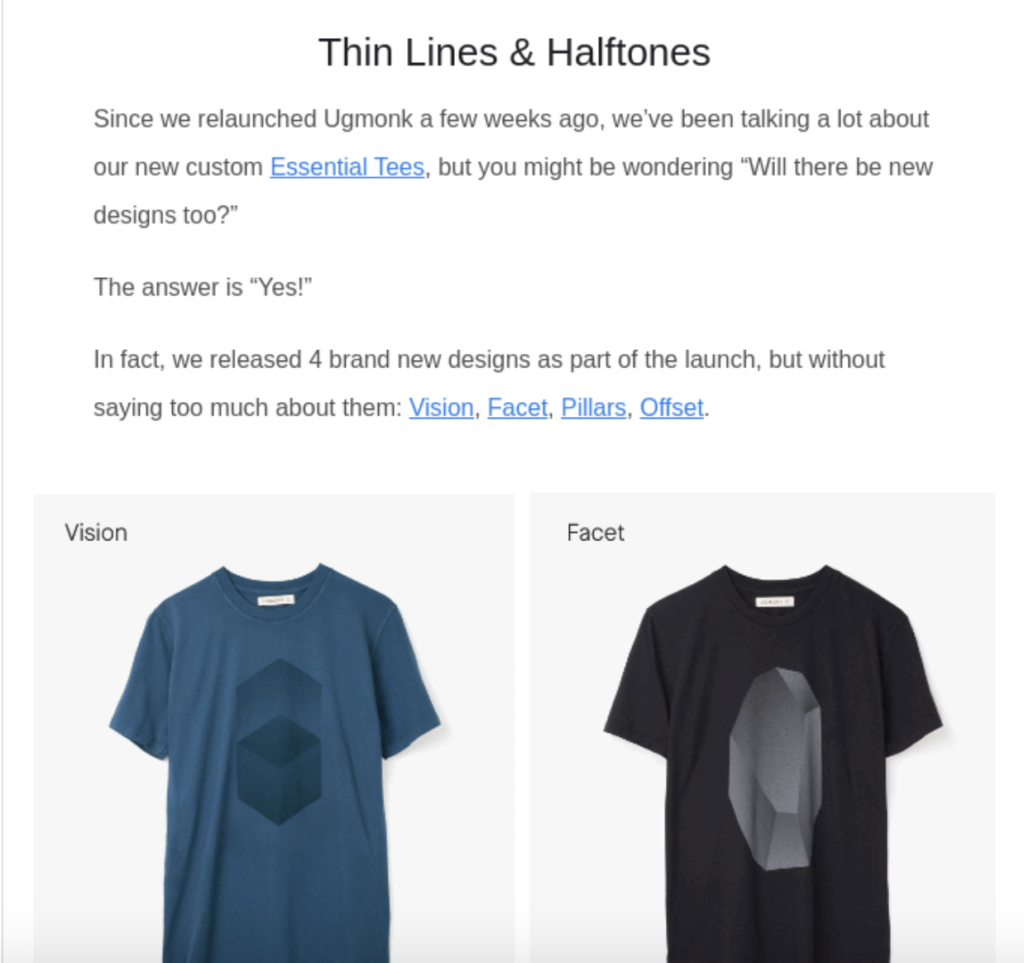 Thin Lines & Halftones
Since we relaunched Ugmonk a few weeks ago, we’ve been talking a lot about
our new custom Essential Tees, but you might be wondering “Will there be new
designs too?”
The answer is “Yes!”
In fact, we released 4 brand new designs as part of the launch, but without
saying too much about them: Vision, Facet, Pillars, Offset.
Vision
Facet